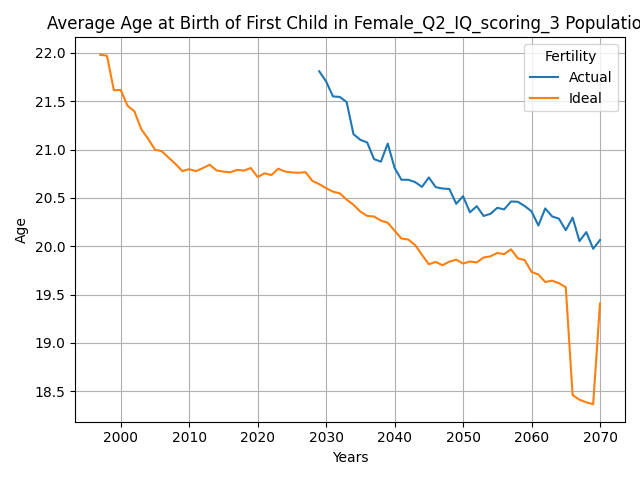 Average Age at Birth of First Child in Female_Q2_IQ_scoring_3 Populatio
Fertility
Actual
Ideal
22.0
21.5
21.0
20.5
20.0
19.5
19.0
18.5
Age
2000 2010 2020 2030 2040 2050 2060 2070
Years